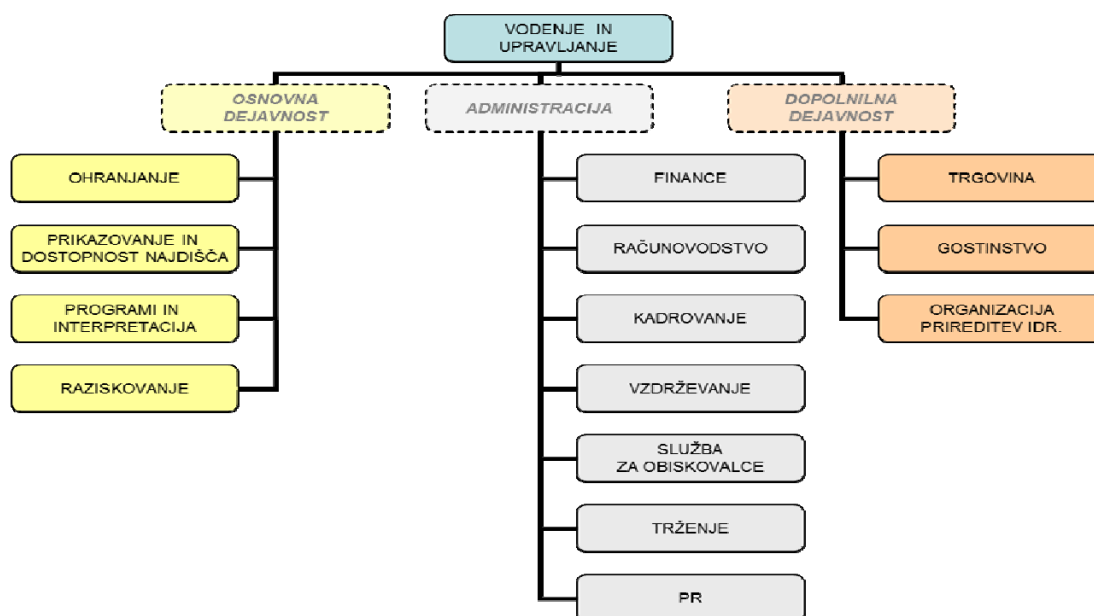 VODENJE IN
UPRAVLJANJE
OSNOVNA
DEJAVNOST
ADMINISTRACIJA
DOPOLNILNA
DEJAVNOST
OHRANJANJE
PRIKAZOVANJE IN
DOSTOPNOST NAJDIŠČA
PROGRAMI IN
INTERPRETACIJA
RAZISKOVANJE
FINANCE
RAČUNOVODSTVO
KADROVANJE
VZDRŽEVANJE
SLUŽBA
ZA OBISKOVALCE
TRŽENJE
PR
TRGOVINA
GOSTINSTVO
ORGANIZACIJA
PRIREDITEV IDR.